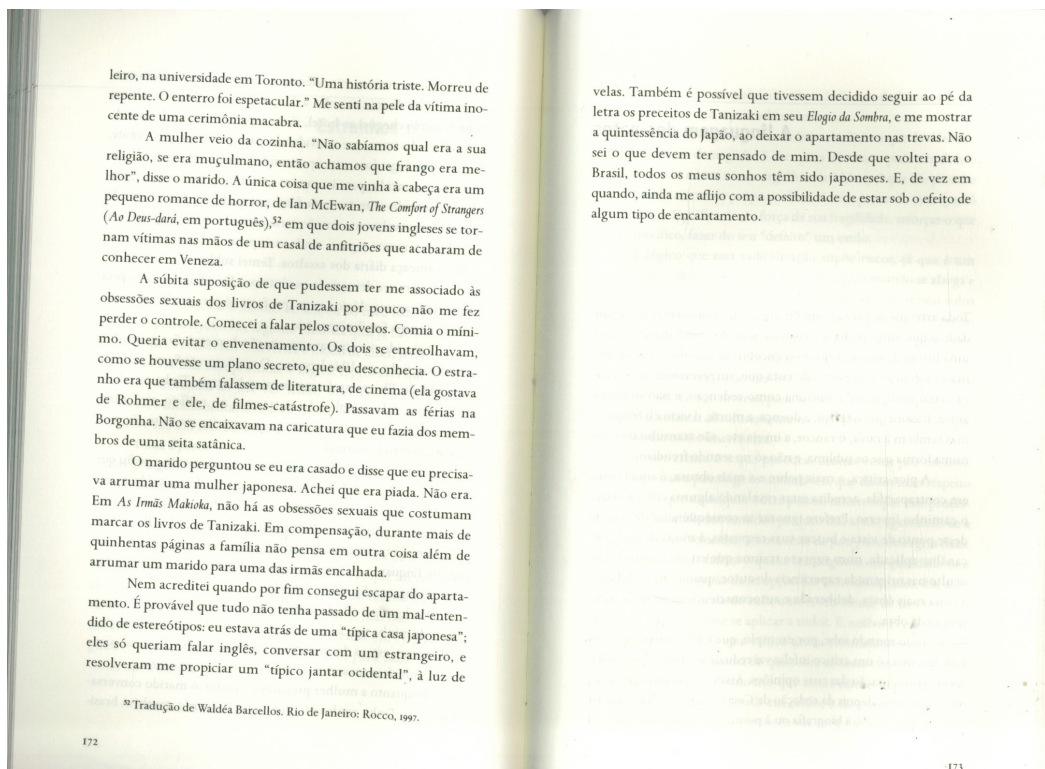 leiro, na universidade em Toronto. “Uma história triste. Morreu de
repente. O enterro foi espetacular.” Me senti na pele da vítima ino-
cente de uma cerimônia macabra.
A mulher veio da cozinha. “Não sabíamos qual era a sua
religião, se era muçulmano, então achamos que frango era me-
lhor”, disse o marido. A única coisa que me vinha à cabeça era um
pequeno romance de horror, de Ian McEwan, The Comfort of Strangers
(Ao Deus-dará, em português),52 em que dois jovens ingleses se tor-
nam vítimas nas mãos de um casal de anfitriões que acabaram de
conhecer em Veneza.
A súbita suposição de que pudessem ter me associado às
obsessões sexuais dos livros de Tanizaki por pouco não me fez
perder o controle. Comecei a falar pelos cotovelos. Comia o míni-
mo. Queria evitar o envenenamento. Os dois se entreolhavam,
como se houvesse um plano secreto, que eu desconhecia. O estra-
nho era que também falassem de literatura, de cinema (ela gostava
de Rohmer e ele, de filmes-catástrofe). Passavam as férias na
Borgonha. Não se encaixavam na caricatura que eu fazia dos mem-
bros de uma seita satânica.
O marido perguntou se eu era casado e disse que eu precisa-
va arrumar uma mulher japonesa. Achei que era piada. Não era.
Em As Irmãs Makioka, não há as obsessões sexuais que costumam
marcar os livros de Tanizaki. Em compensação, durante mais de
quinhentas páginas a família não pensa em outra coisa além de
arrumar um marido para uma das irmãs encalhada.
Nem acreditei quando por fim consegui escapar do aparta-
mento. É provável que tudo não tenha passado de um mal-enten-
dido de estereótipos: eu estava atrás de uma “típica casa japonesa”;
eles só queriam falar inglês, conversar com um estrangeiro, e
resolveram me propiciar um “típico jantar ocidental”, à luz de
52 Tradução de Waldéa Barcellos. Rio de Janeiro: Rocco, 1997.
172
velas. Também é possível que tivessem decidido seguir ao pé da
letra os preceitos de Tanizaki em seu Elogio da Sombra, e me mostrar
a quintessência do Japão, ao deixar o apartamento nas trevas. Não
sei o que devem ter pensado de mim. Desde que voltei para o
Brasil, todos os meus sonhos têm sido japoneses. E, de vez em
quando, ainda me aflijo com a possibilidade de estar sob o efeito de
algum tipo de encantamento.
173